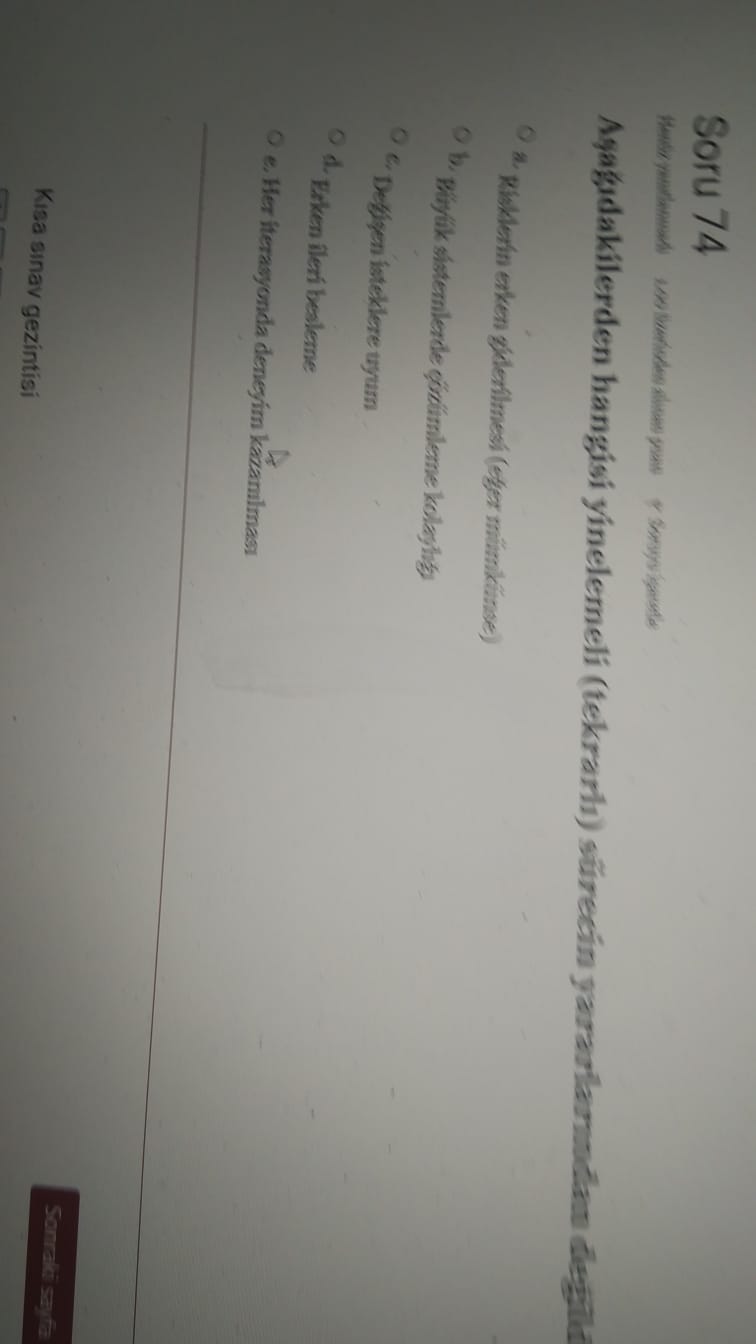 Soru 74
Henüz yanıtlanmadı 1,00 üzerinden alınan puan Soruyu işaretle
Aşağıdakilerden hangisi yinelemeli (tekrarlı) sürecin yararlarından
a. Risklerin erken giderilmesi (eğer mümkünse)
b. Büyük sistemlerde çözümleme kolaylığı
c. Değişen isteklere uyum
d. Erken ileri besleme
e. Her iterasyonda deneyim kazanılması
Kısa sınav gezintisi
Sonraki sayfa